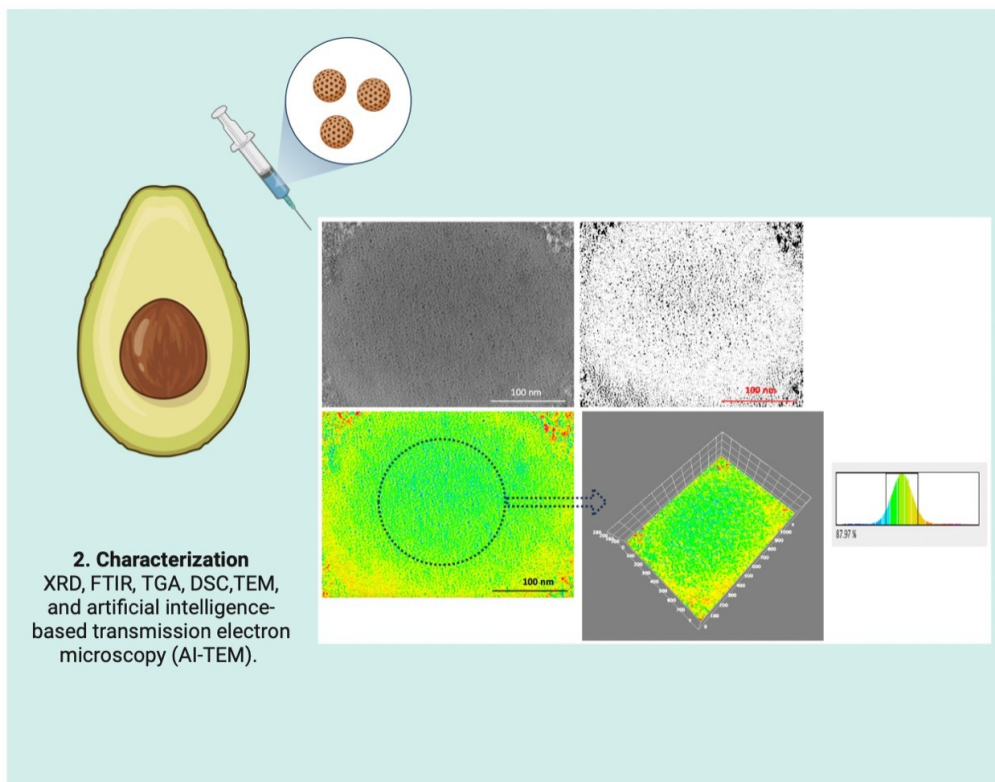 100 nm
100 nm
100 nm
87.97 %
2. Characterization
XRD, FTIR, TGA, DSC,TEM,
and artificial intelligence-
based transmission electron
microscopy (AI-TEM).